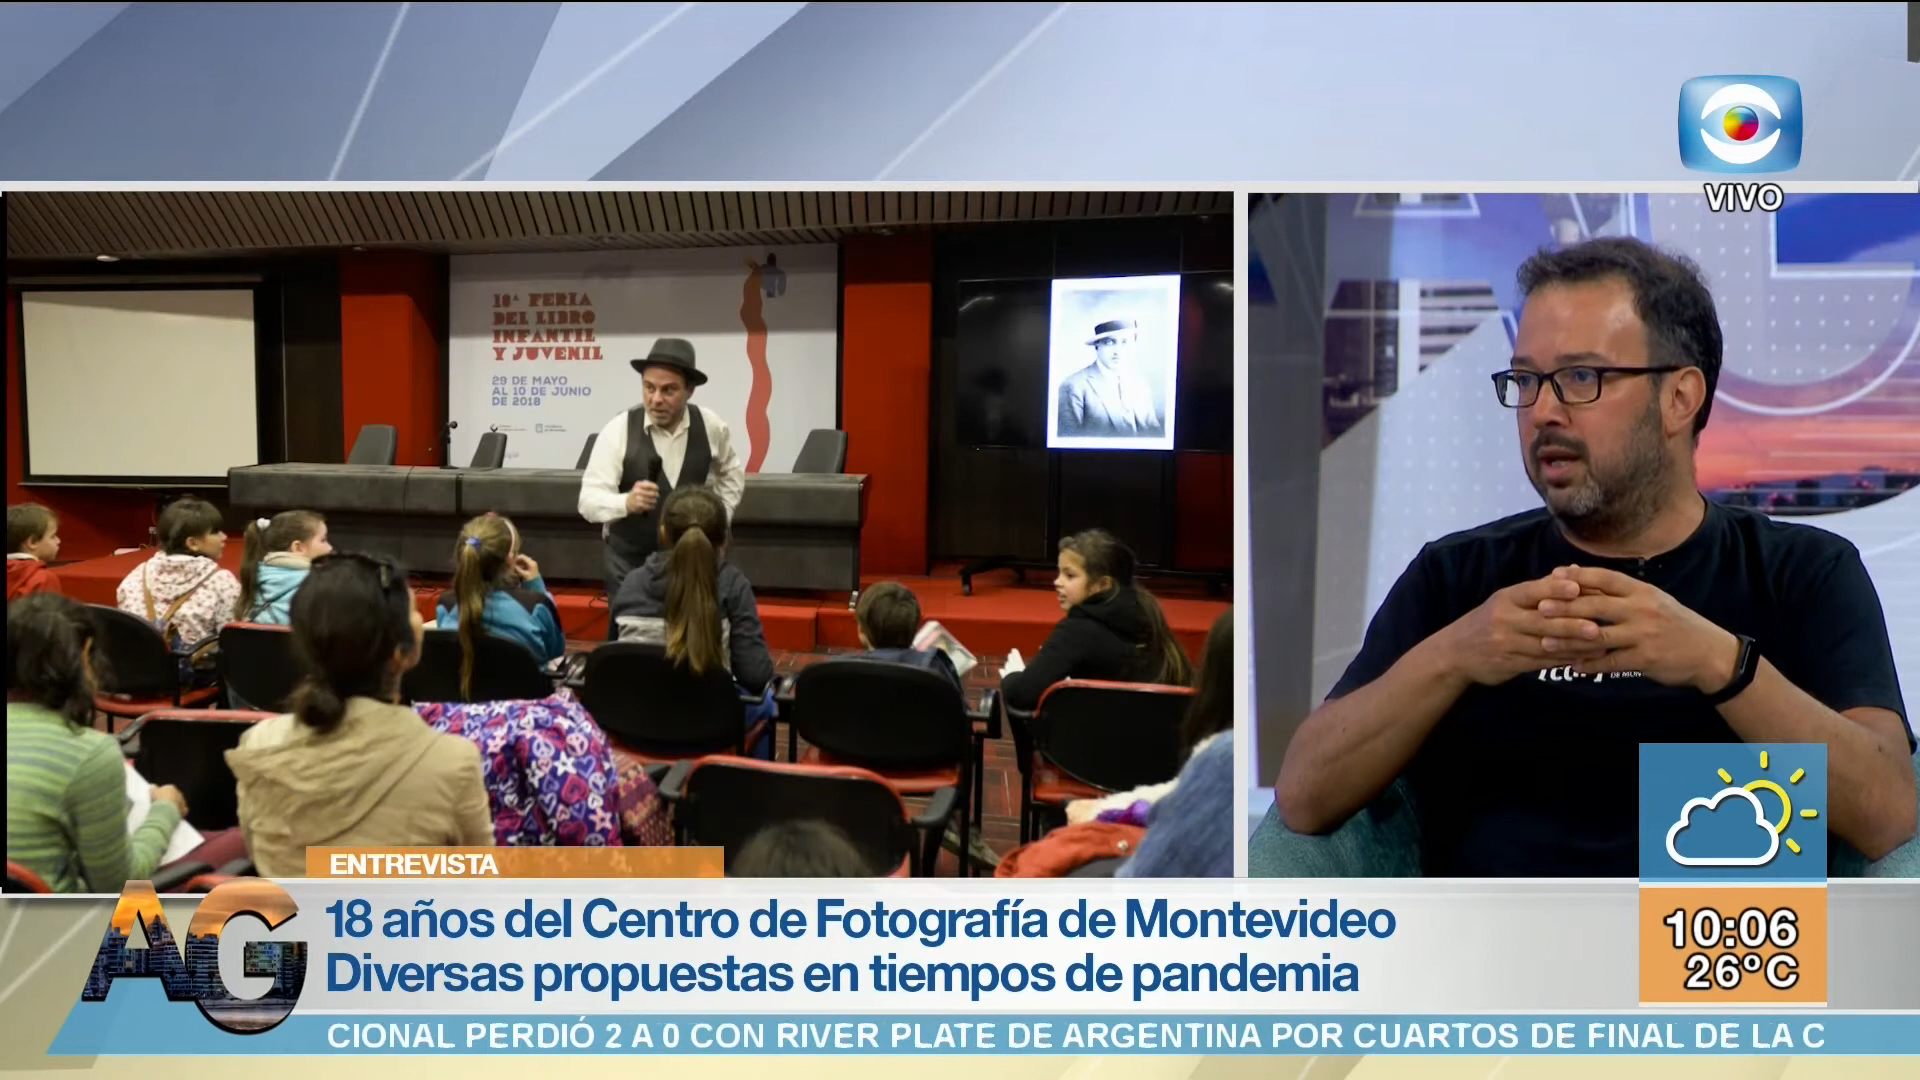 VIVO
18ª FERIA
DEL LIBRO
INFANTIL
Y JUVENIL
29 DE MAYO
AL 10 DE JUNIO
DE 2018
ENTREVISTA
AG
18 años del Centro de Fotografía de Montevideo
Diversas propuestas en tiempos de pandemia
10:06
26°C
CIONAL PERDIÓ 2 A 0 CON RIVER PLATE DE ARGENTINA POR CUARTOS DE FINAL DE LA C